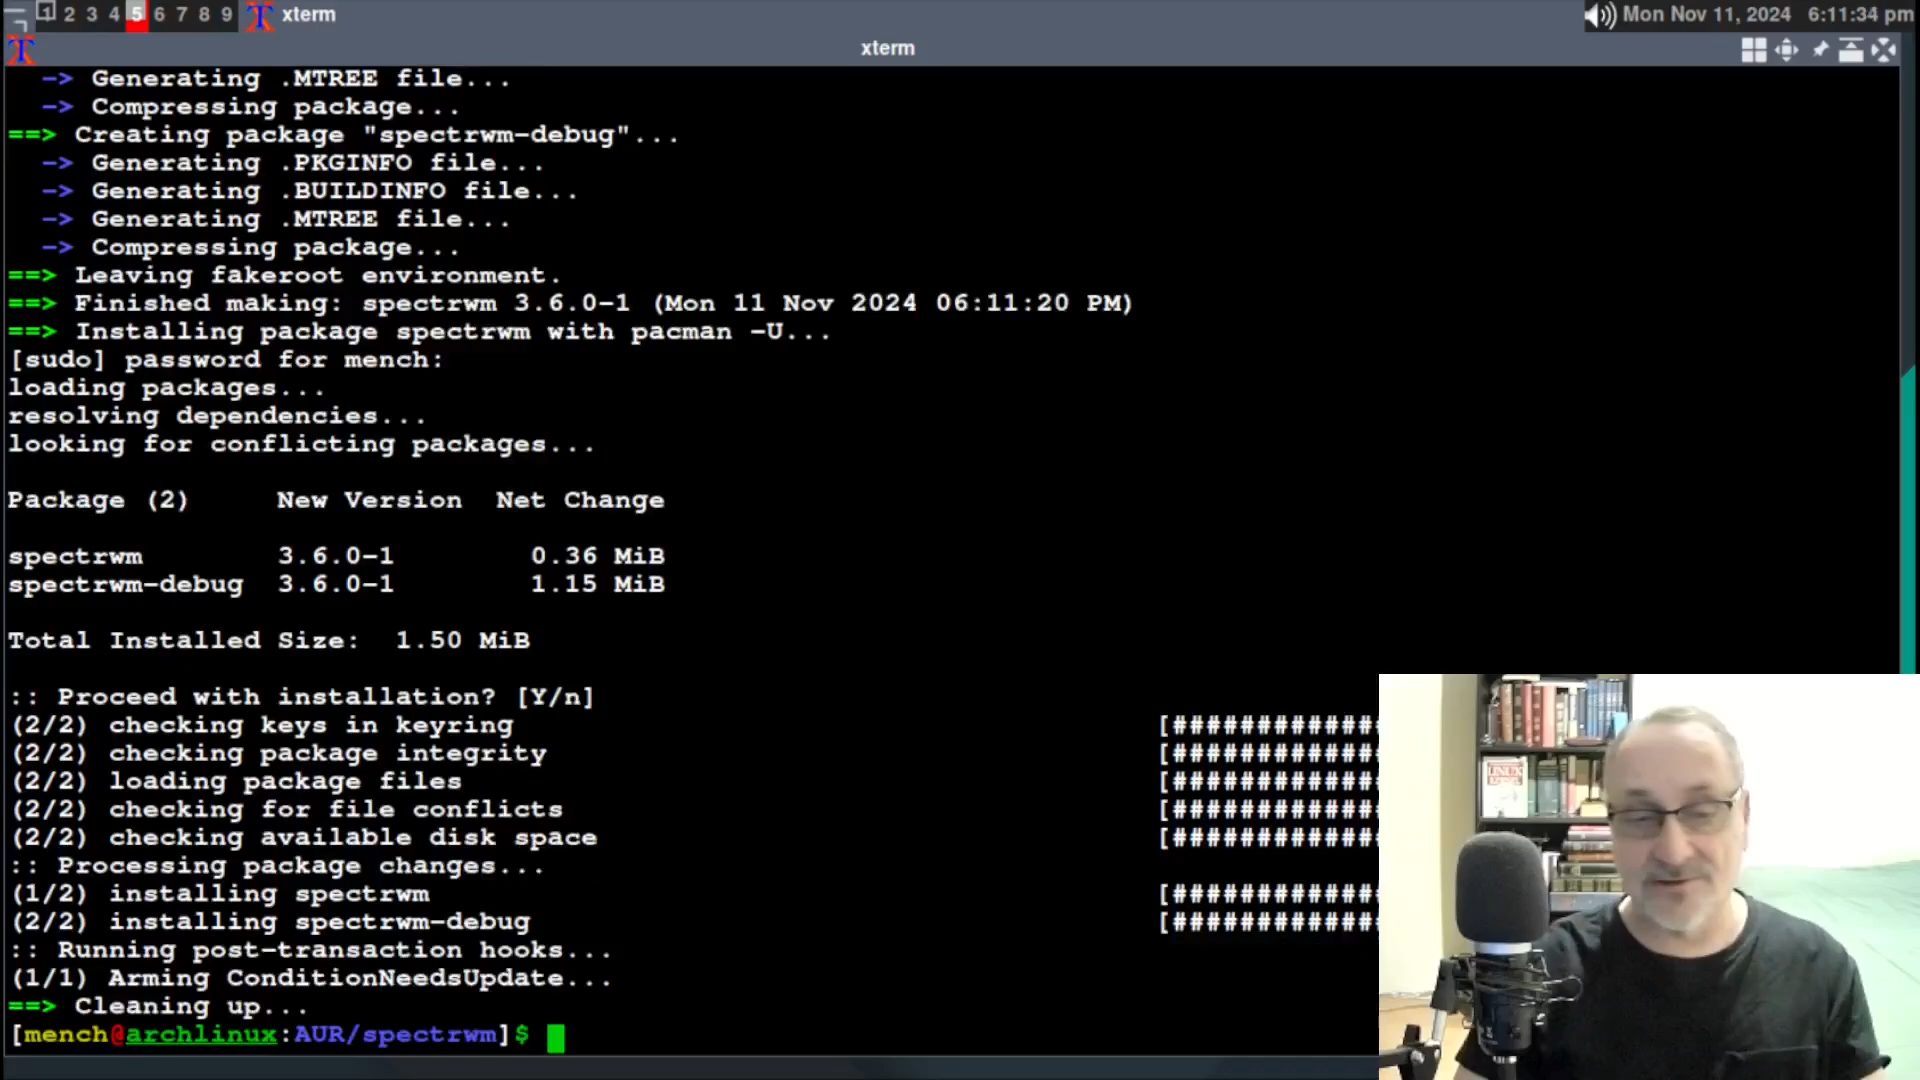 1 2 3 4 5 6 7 8 9 xterm Mon Nov 11, 2024 6:11:34 pm
xterm
-> Generating .MTREE file...
-> Compressing package...
==> Creating package "spectrwm-debug"...
-> Generating .PKGINFO file...
-> Generating .BUILDINFO file...
-> Generating .MTREE file...
-> Compressing package...
==> Leaving fakeroot environment.
==> Finished making: spectrwm 3.6.0-1 (Mon 11 Nov 2024 06:11:20 PM)
==> Installing package spectrwm with pacman -U...
[sudo] password for mench:
loading packages...
resolving dependencies...
looking for conflicting packages...
Package (2) New Version Net Change
spectrwm 3.6.0-1 0.36 MiB
spectrwm-debug 3.6.0-1 1.15 MiB
Total Installed Size: 1.50 MiB
:: Proceed with installation? [Y/n]
(2/2) checking keys in keyring [#############
(2/2) checking package integrity [#############
(2/2) loading package files [#############
(2/2) checking for file conflicts [#############
(2/2) checking available disk space [#############
:: Processing package changes...
(1/2) installing spectrwm [#############
(2/2) installing spectrwm-debug [#############
:: Running post-transaction hooks...
(1/1) Arming ConditionNeedsUpdate...
==> Cleaning up...
[mench@archlinux:AUR/spectrwm]$
LINUX
KERNEL